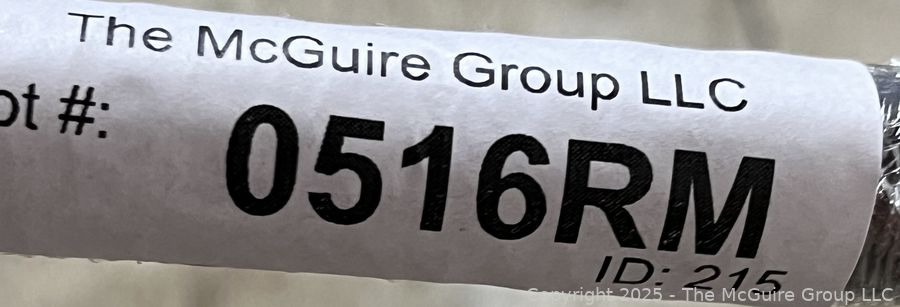 The McGuire Group LLC
ot #:
0516RM
ID: 215
Copyright 2025 - The McGuire Group LLC